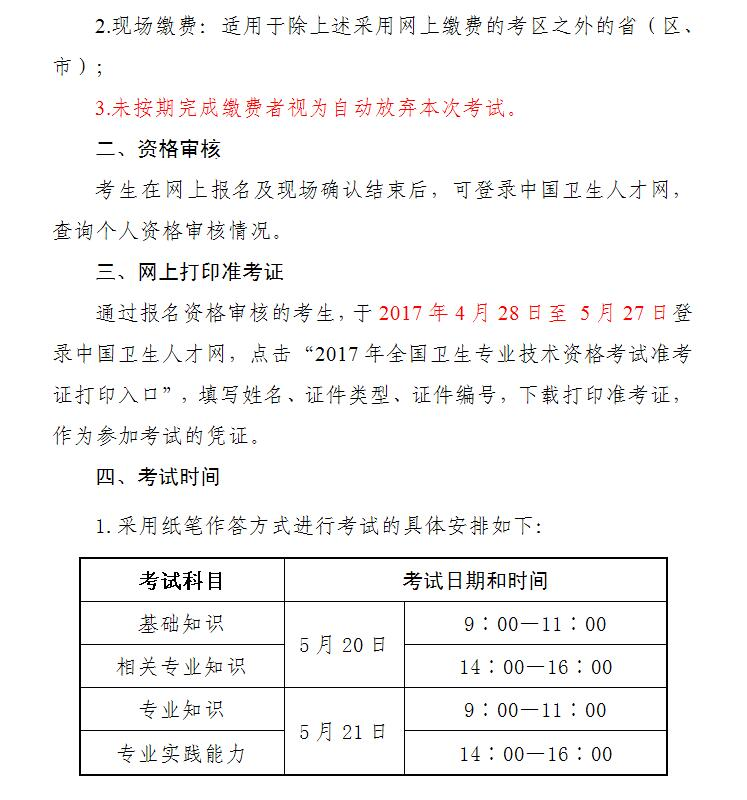 2.现场缴费：适用于除上述采用网上缴费的考区之外的省（区、
市）；
3.未按期完成缴费者视为自动放弃本次考试。
二、资格审核
考生在网上报名及现场确认结束后，可登录中国卫生人才网，
查询个人资格审核情况。
三、网上打印准考证
通过报名资格审核的考生，于 2017 年 4 月 28 日至 5 月 27 日登
录中国卫生人才网，点击“2017 年全国卫生专业技术资格考试准考
证打印入口”，填写姓名、证件类型、证件编号，下载打印准考证，
作为参加考试的凭证。
四、考试时间
1. 采用纸笔作答方式进行考试的具体安排如下：
考试科目 考试日期和时间
基础知识 5 月 20 日 9：00－11：00
相关专业知识 14：00－16：00
专业知识 5 月 21 日 9：00－11：00
专业实践能力 14：00－16：00